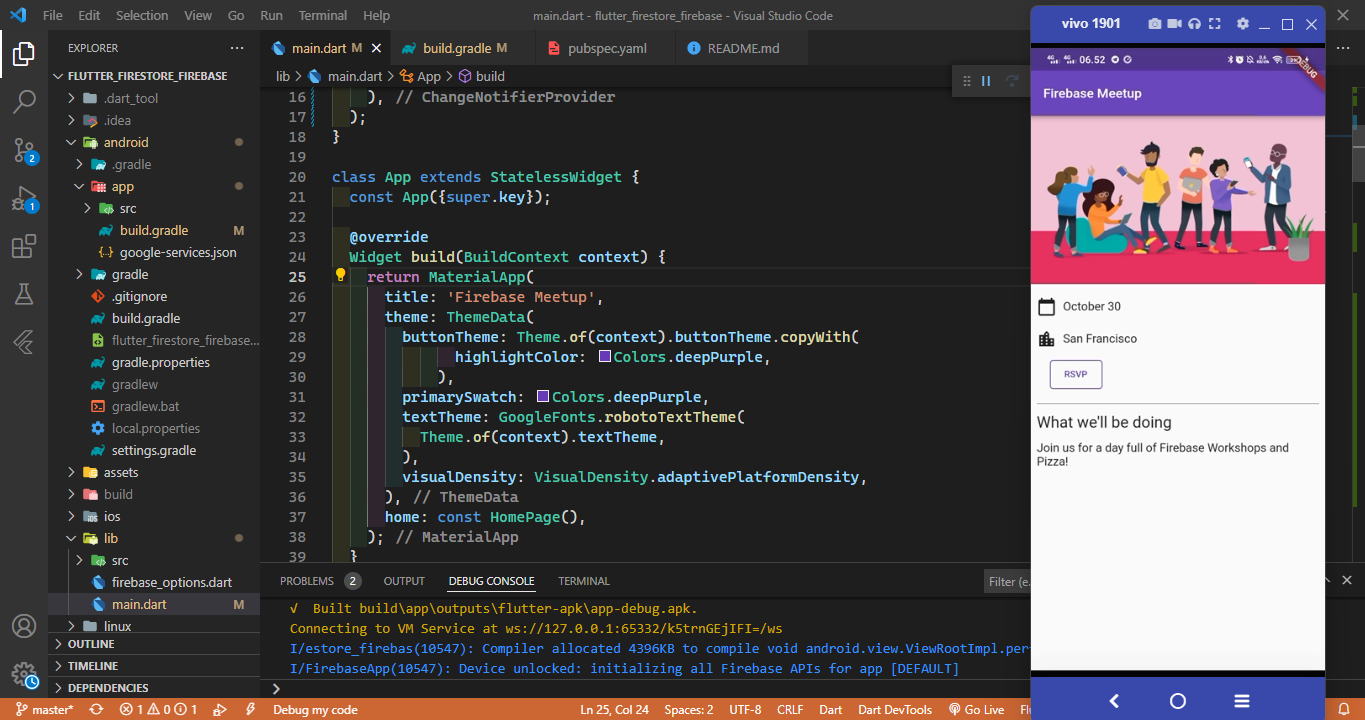 File Edit Selection View Go Run Terminal Help
main.dart - flutter_firestore_firebase - Visual Studio Code
EXPLORER
FLUTTER_FIRESTORE_FIREBASE
.dart_tool
.idea
android
.gradle
app
src
build.gradle M
google-services.json
gradle
.gitignore
build.gradle
flutter_firestore_firebase...
gradle.properties
gradlew
gradlew.bat
local.properties
settings.gradle
assets
build
ios
lib
src
firebase_options.dart
main.dart M
linux
OUTLINE
TIMELINE
DEPENDENCIES
2
1
main.dart M
build.gradle M
pubspec.yaml
README.md
lib > main.dart > App > build
16 ), // ChangeNotifierProvider
17 );
18 }
19
20 class App extends StatelessWidget {
21 const App({super.key});
22
23 @override
24 Widget build(BuildContext context) {
25 return MaterialApp(
26 title: 'Firebase Meetup',
27 theme: ThemeData(
28 buttonTheme: Theme.of(context).buttonTheme.copyWith(
29 highlightColor: Colors.deepPurple,
30 ),
31 primarySwatch: Colors.deepPurple,
32 textTheme: GoogleFonts.robotoTextTheme(
33 Theme.of(context).textTheme,
34 ),
35 visualDensity: VisualDensity.adaptivePlatformDensity,
36 ), // ThemeData
37 home: const HomePage(),
38 ); // MaterialApp
39 }
PROBLEMS 2 OUTPUT DEBUG CONSOLE TERMINAL
Filter (e.
√ Built build\app\outputs\flutter-apk\app-debug.apk.
Connecting to VM Service at ws://127.0.0.1:65332/k5trnGEjIFI=/ws
I/estore_firebas(10547): Compiler allocated 4396KB to compile void android.view.ViewRootImpl.per
I/FirebaseApp(10547): Device unlocked: initializing all Firebase APIs for app [DEFAULT]
master* 1 0 1 Debug my code Ln 25, Col 24 Spaces: 2 UTF-8 CRLF Dart Dart DevTools Go Live Flu
vivo 1901
4G 4G 06.52
DEBUG
Firebase Meetup
October 30
San Francisco
RSVP
What we'll be doing
Join us for a day full of Firebase Workshops and
Pizza!